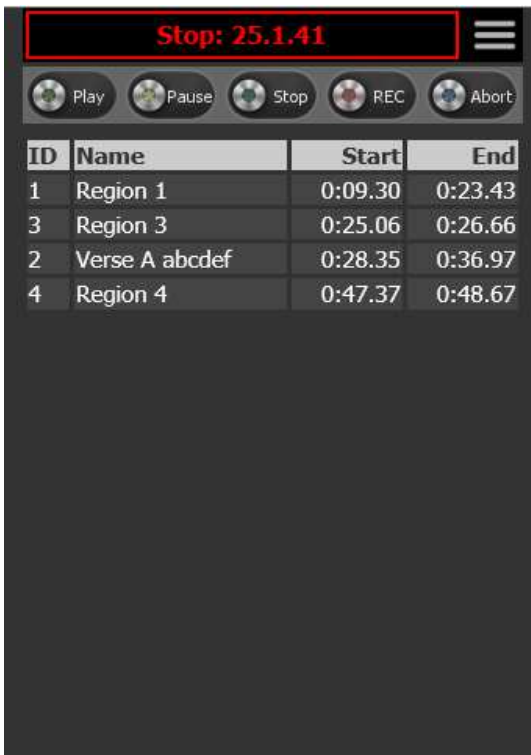 Stop: 25.1.41
Play Pause Stop REC Abort
ID Name Start End
1 Region 1 0:09.30 0:23.43
3 Region 3 0:25.06 0:26.66
2 Verse A abcdef 0:28.35 0:36.97
4 Region 4 0:47.37 0:48.67